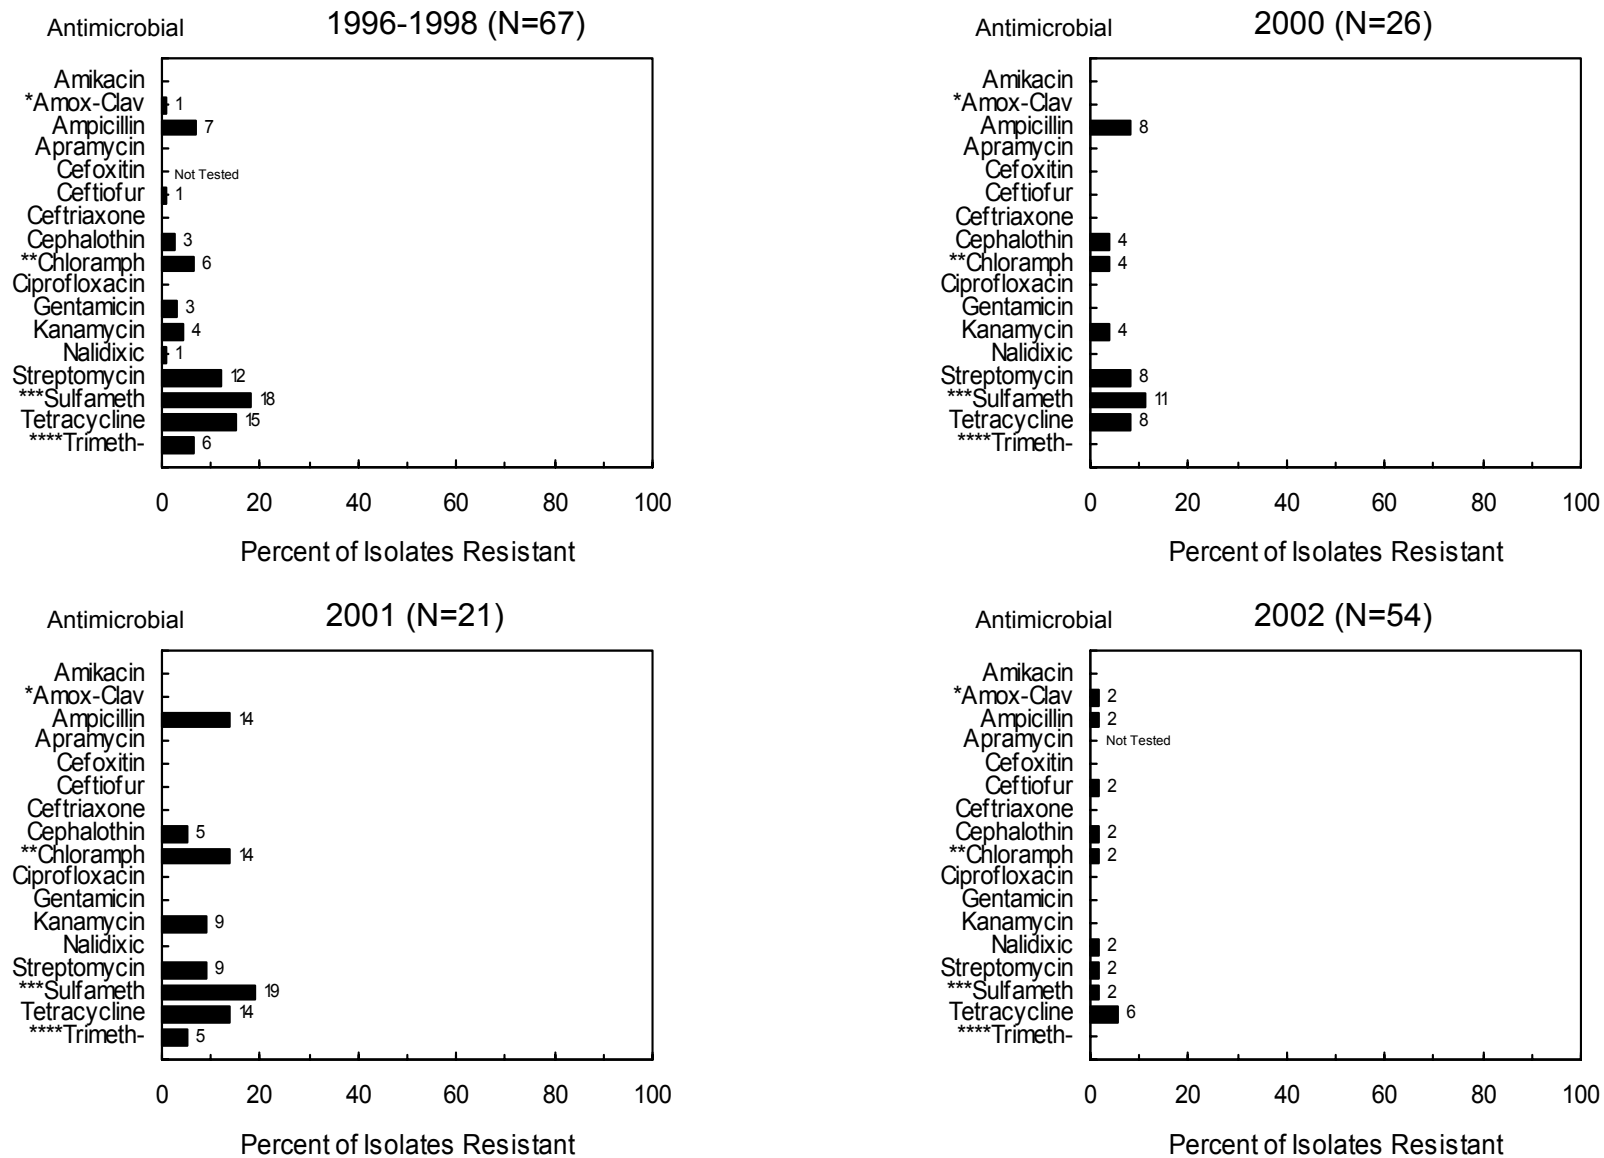 Antimicrobial 1996-1998 (N=67)
Amikacin
*Amox-Clav 1
Ampicillin 7
Apramycin
Cefoxitin Not Tested
Ceftiofur 1
Ceftriaxone
Cephalothin 3
**Chloramph 6
Ciprofloxacin
Gentamicin 3
Kanamycin 4
Nalidixic 1
Streptomycin 12
***Sulfameth 18
Tetracycline 15
****Trimeth- 6
0 20 40 60 80 100
Percent of Isolates Resistant
Antimicrobial 2000 (N=26)
Amikacin
*Amox-Clav
Ampicillin 8
Apramycin
Cefoxitin
Ceftiofur
Ceftriaxone
Cephalothin 4
**Chloramph 4
Ciprofloxacin
Gentamicin
Kanamycin 4
Nalidixic
Streptomycin 8
***Sulfameth 11
Tetracycline 8
****Trimeth-
0 20 40 60 80 100
Percent of Isolates Resistant
Antimicrobial 2001 (N=21)
Amikacin
*Amox-Clav
Ampicillin 14
Apramycin
Cefoxitin
Ceftiofur
Ceftriaxone
Cephalothin 5
**Chloramph 14
Ciprofloxacin
Gentamicin
Kanamycin 9
Nalidixic
Streptomycin 9
***Sulfameth 19
Tetracycline 14
****Trimeth- 5
0 20 40 60 80 100
Percent of Isolates Resistant
Antimicrobial 2002 (N=54)
Amikacin
*Amox-Clav 2
Ampicillin 2
Apramycin Not Tested
Cefoxitin
Ceftiofur 2
Ceftriaxone
Cephalothin 2
**Chloramph 2
Ciprofloxacin
Gentamicin
Kanamycin
Nalidixic 2
Streptomycin 2
***Sulfameth 2
Tetracycline 6
****Trimeth-
0 20 40 60 80 100
Percent of Isolates Resistant